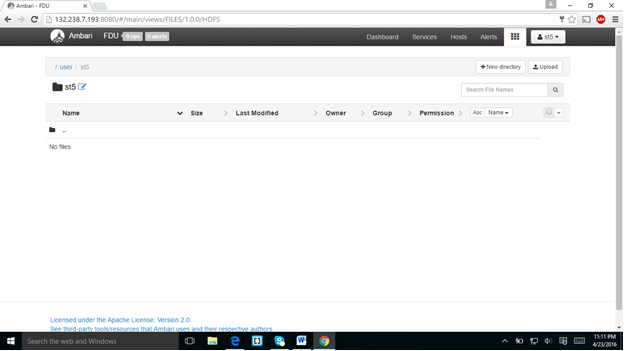 Ambari - FDU
132.238.7.193:8080/#/main/views/FILES/1.0.0/HDFS
ABP
Ambari FDU 0 ops 0 alerts Dashboard Services Hosts Alerts st5
/ user / st5 New directory Upload
st5
Search File Names
Name Size Last Modified Owner Group Permission Asc Name
..
No files
Licensed under the Apache License, Version 2.0.
See third-party tools/resources that Ambari uses and their respective authors
Search the web and Windows
11:11 PM
4/23/2016